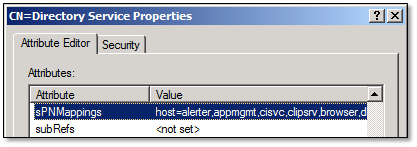 CN=Directory Service Properties
Attribute Editor Security
Attributes:
Attribute Value
sPNMappings host=alerter,appmgmt,cisvc,clipsrv,browser,d
subRefs <not set>